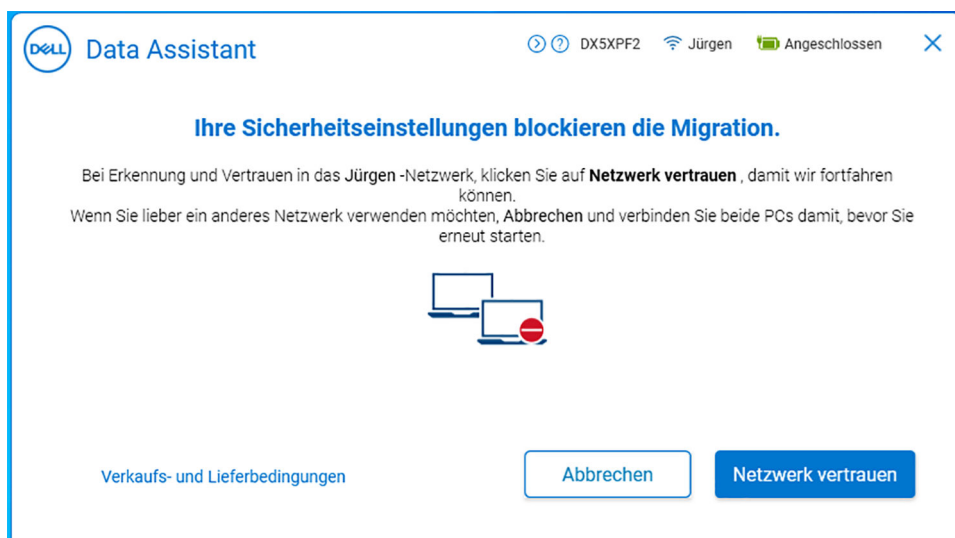 DELL Data Assistant DX5XPF2 Jürgen Angeschlossen
Ihre Sicherheitseinstellungen blockieren die Migration.
Bei Erkennung und Vertrauen in das Jürgen -Netzwerk, klicken Sie auf Netzwerk vertrauen , damit wir fortfahren
können.
Wenn Sie lieber ein anderes Netzwerk verwenden möchten, Abbrechen und verbinden Sie beide PCs damit, bevor Sie
erneut starten.
Verkaufs- und Lieferbedingungen Abbrechen Netzwerk vertrauen